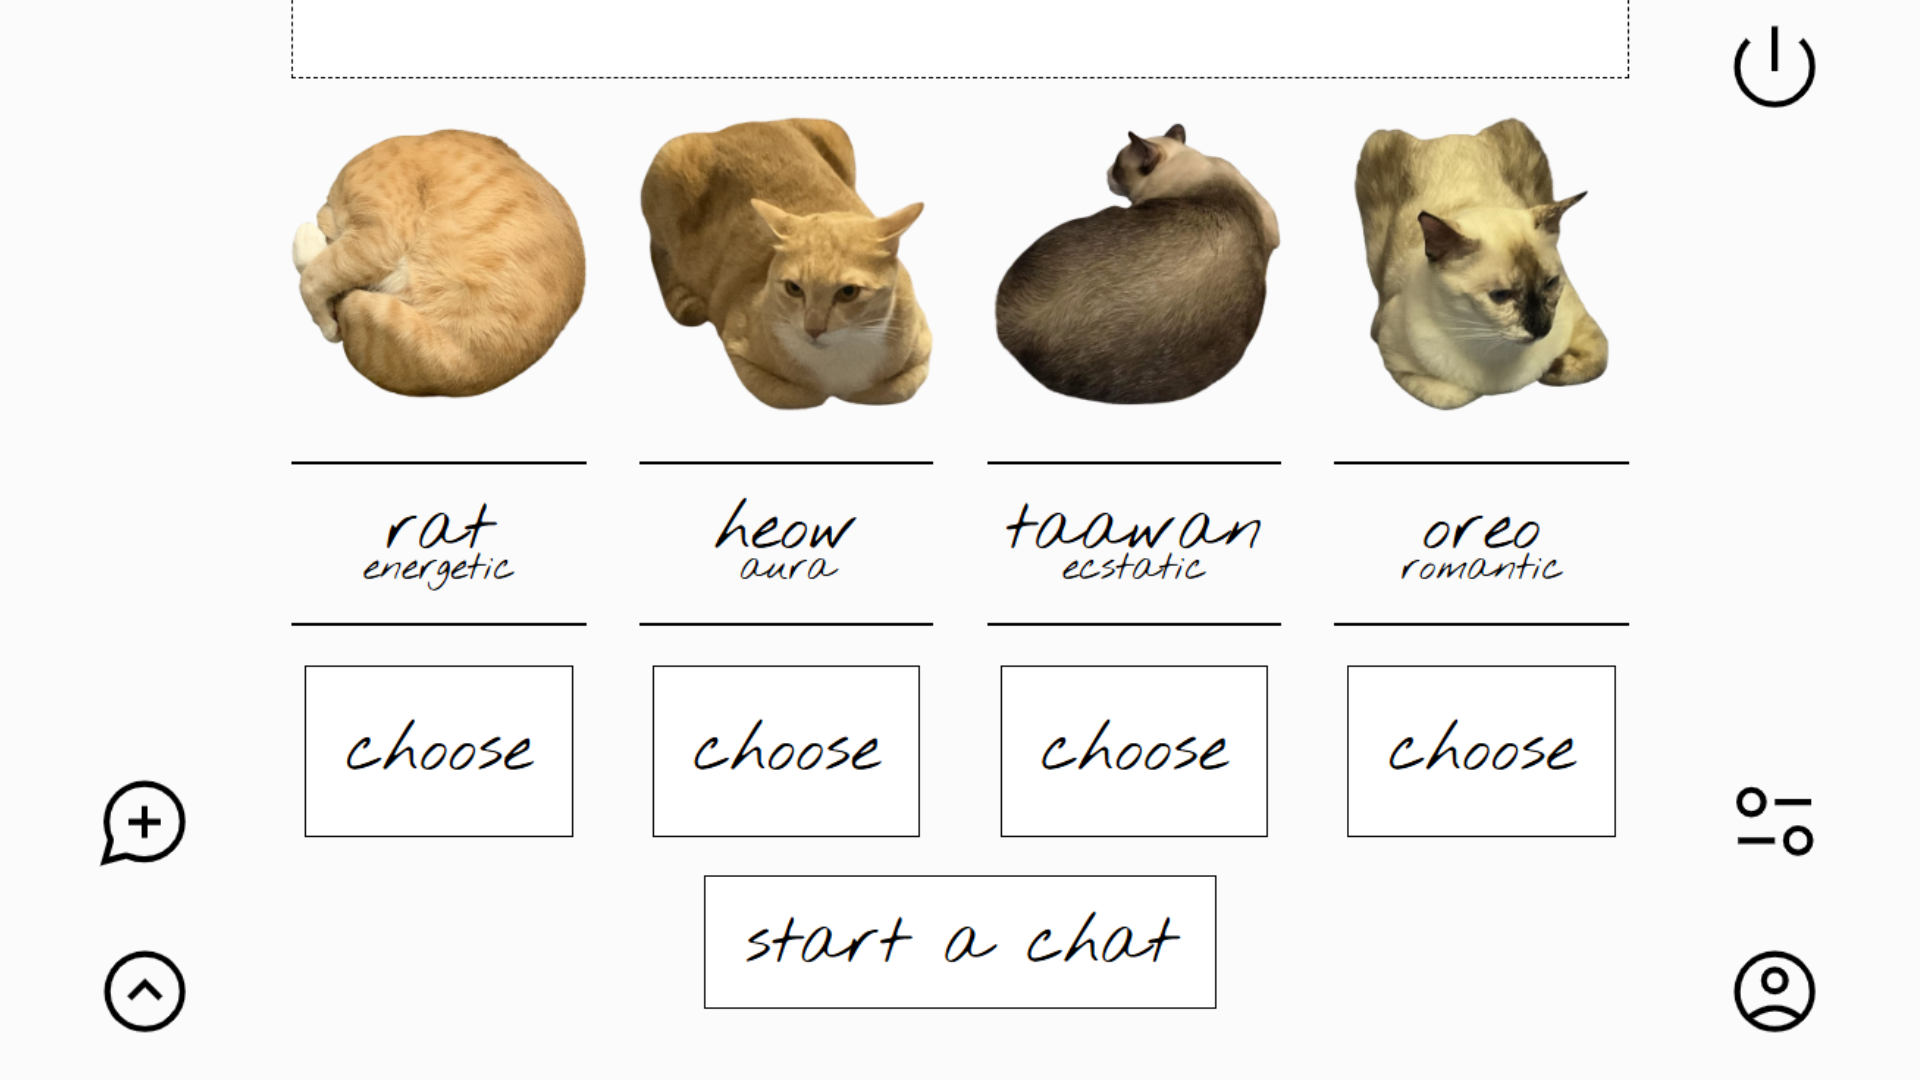 rat
energetic
heow
aura
taawan
ecstatic
oreo
romantic
choose
choose
choose
choose
start a chat